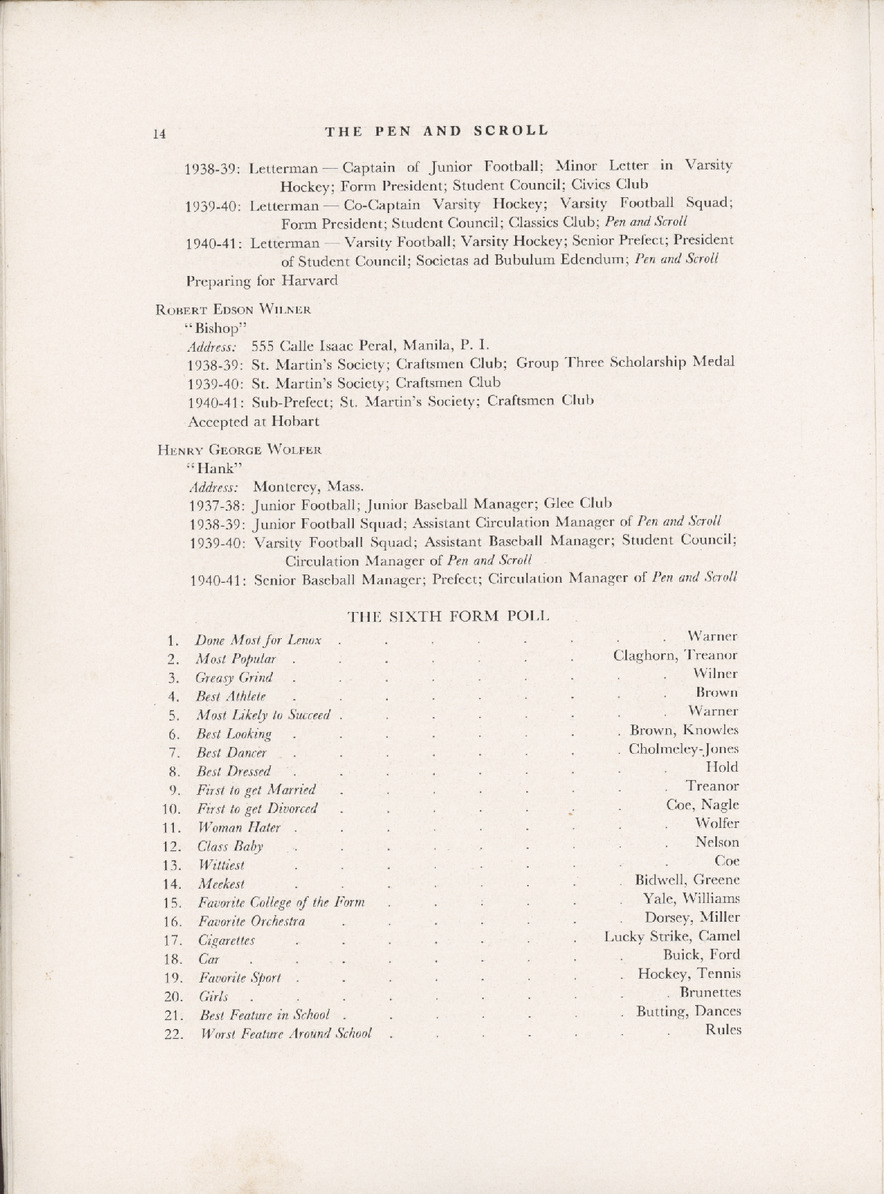 14
THE PEN AND SCROLL
1938-39: Letterman — Captain of Junior Football; Minor Letter in Varsity
Hockey; Form President; Student Council; Civics Club
1939-40: Letterman — Co-Captain Varsity Hockey; Varsity Football Squad;
Form President; Student Council; Classics Club; Pen and Scroll
1940-41: Letterman — Varsity Football; Varsity Hockey; Senior Prefect; President
of Student Council; Societas ad Bubulum Edendum; Pen and Scroll
Preparing for Harvard
ROBERT EDSON WILNER
"Bishop"
Address: 555 Calle Isaac Peral, Manila, P. I.
1938-39: St. Martin's Society; Craftsmen Club; Group Three Scholarship Medal
1939-40: St. Martin's Society; Craftsmen Club
1940-41: Sub-Prefect; St. Martin's Society; Craftsmen Club
Accepted at Hobart
HENRY GEORGE WOLFER
"Hank"
Address: Monterey, Mass.
1937-38: Junior Football; Junior Baseball Manager; Glee Club
1938-39: Junior Football Squad; Assistant Circulation Manager of Pen and Scroll
1939-40: Varsity Football Squad; Assistant Baseball Manager; Student Council;
Circulation Manager of Pen and Scroll
1940-41: Senior Baseball Manager; Prefect; Circulation Manager of Pen and Scroll
THE SIXTH FORM POLL
1. Done Most for Lenox . . . . . . . . Warner
2. Most Popular . . . . . . . Claghorn, Treanor
3. Greasy Grind . . . . . . . . . Wilner
4. Best Athlete . . . . . . . . . Brown
5. Most Likely to Succeed . . . . . . . . Warner
6. Best Looking . . . . . . . . Brown, Knowles
7. Best Dancer . . . . . . . . Cholmeley-Jones
8. Best Dressed . . . . . . . . . Hold
9. First to get Married . . . . . . . . Treanor
10. First to get Divorced . . . . . . . Coe, Nagle
11. Woman Hater . . . . . . . . . Wolfer
12. Class Baby . . . . . . . . . Nelson
13. Wittiest . . . . . . . . . Coe
14. Meekest . . . . . . . . Bidwell, Greene
15. Favorite College of the Form . . . . . . Yale, Williams
16. Favorite Orchestra . . . . . . . Dorsey, Miller
17. Cigarettes . . . . . . . Lucky Strike, Camel
18. Car . . . . . . . . . Buick, Ford
19. Favorite Sport . . . . . . . . Hockey, Tennis
20. Girls . . . . . . . . . . Brunettes
21. Best Feature in School . . . . . . . Butting, Dances
22. Worst Feature Around School . . . . . . . Rules